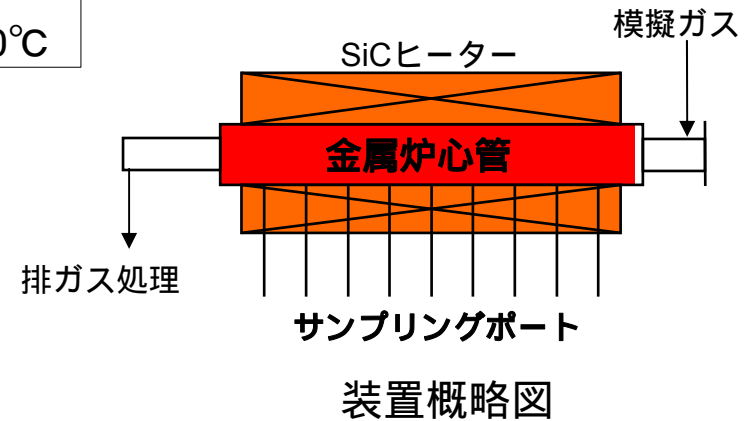 0℃
模擬ガス
SiCヒーター
金属炉心管
排ガス処理
サンプリングポート
装置概略図